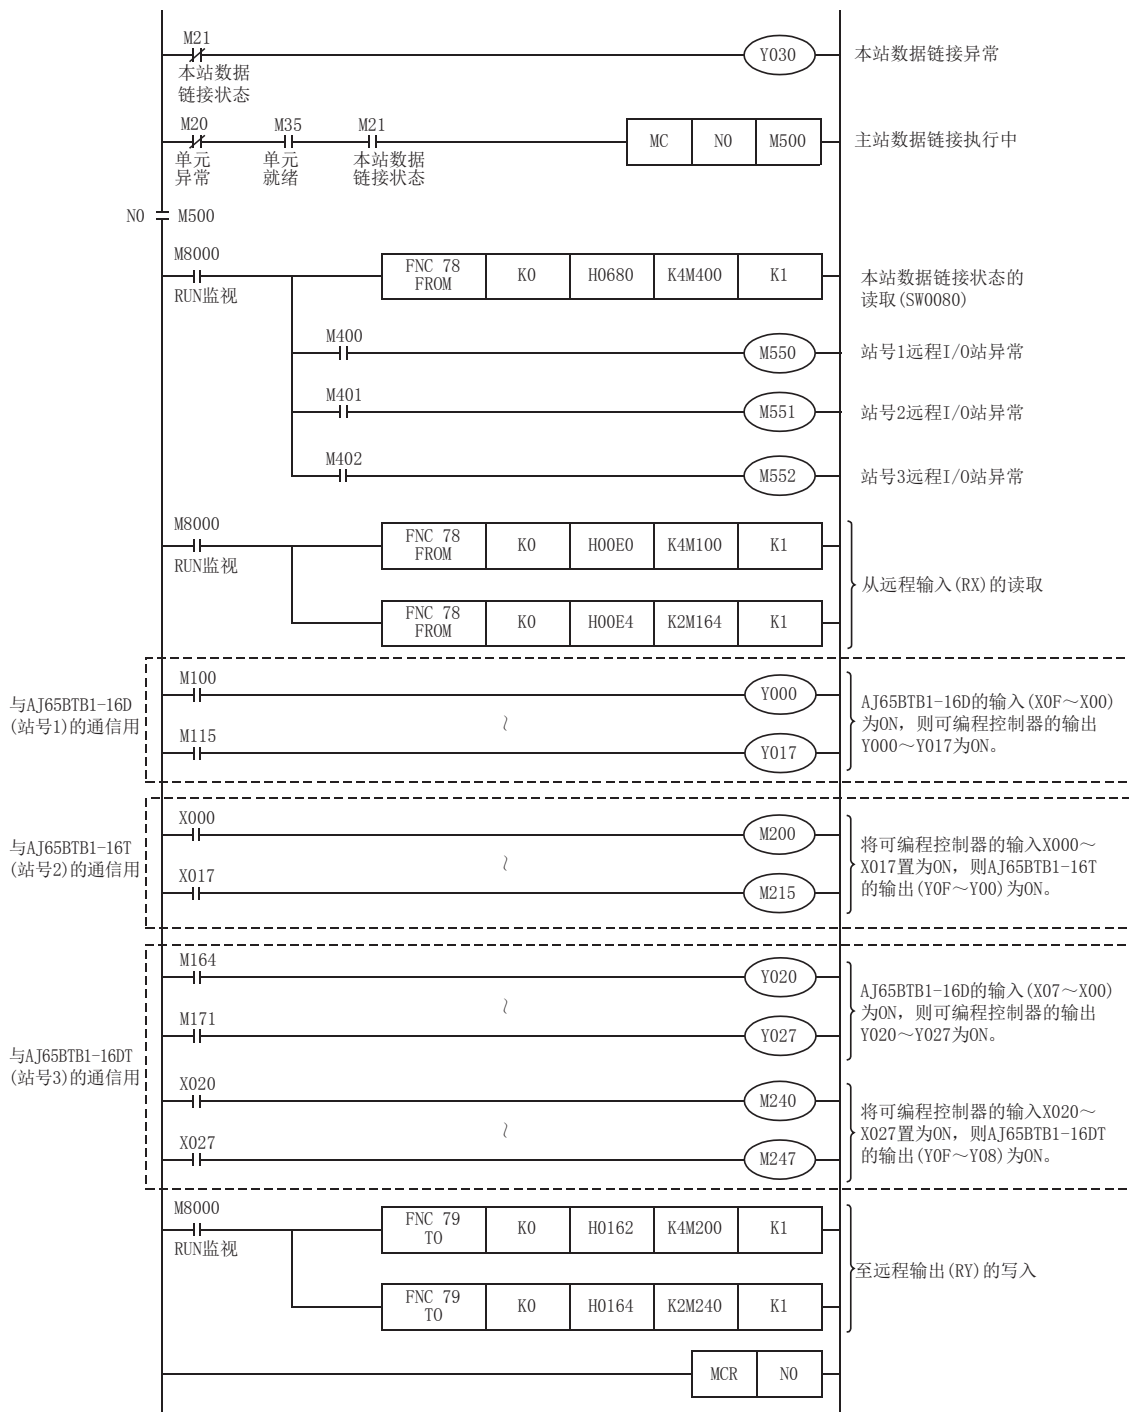 M21
Y030
本站数据链接异常
本站数据
链接状态
M20
M35
M21
MC
N0
M500
主站数据链接执行中
单元
异常
单元
就绪
本站数据
链接状态
N0
M500
M8000
RUN监视
FNC 78
FROM
K0
H0680
K4M400
K1
本站数据链接状态的
读取(SW0080)
M400
M550
站号1远程I/O站异常
M401
M551
站号2远程I/O站异常
M402
M552
站号3远程I/O站异常
M8000
RUN监视
FNC 78
FROM
K0
H00E0
K4M100
K1
从远程输入(RX)的读取
FNC 78
FROM
K0
H00E4
K2M164
K1
与AJ65BTB1-16D
(站号1)的通信用
M100
Y000
~
M115
Y017
AJ65BTB1-16D的输入(X0F～X00)
为ON，则可编程控制器的输出
Y000～Y017为ON。
与AJ65BTB1-16T
(站号2)的通信用
X000
M200
~
X017
M215
将可编程控制器的输入X000～
X017置为ON，则AJ65BTB1-16T
的输出(Y0F～Y00)为ON。
与AJ65BTB1-16DT
(站号3)的通信用
M164
Y020
~
M171
Y027
AJ65BTB1-16D的输入(X07～X00)
为ON，则可编程控制器的输出
Y020～Y027为ON。
X020
M240
~
X027
M247
将可编程控制器的输入X020～
X027置为ON，则AJ65BTB1-16DT
的输出(Y0F～Y08)为ON。
M8000
RUN监视
FNC 79
TO
K0
H0162
K4M200
K1
至远程输出(RY)的写入
FNC 79
TO
K0
H0164
K2M240
K1
MCR
N0